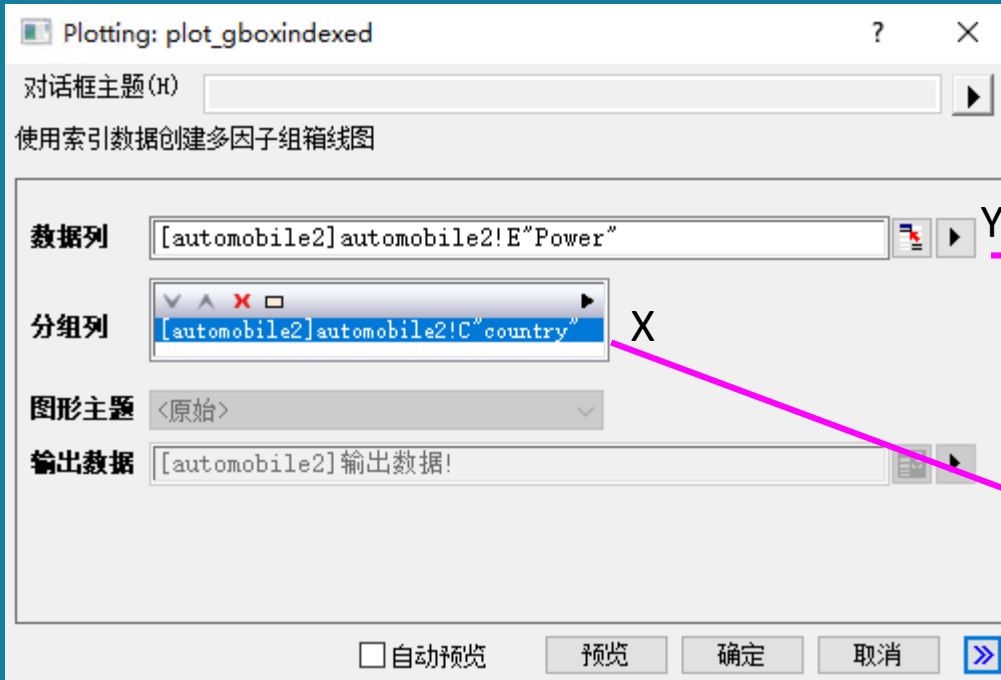 Plotting: plot_gboxindexed
对话框主题(H)
使用索引数据创建多因子组箱线图
数据列 [automobile2]automobile2!E"Power"
Y
分组列 [automobile2]automobile2!C"country"
X
图形主题 <原始>
输出数据 [automobile2]输出数据!
自动预览 预览 确定 取消